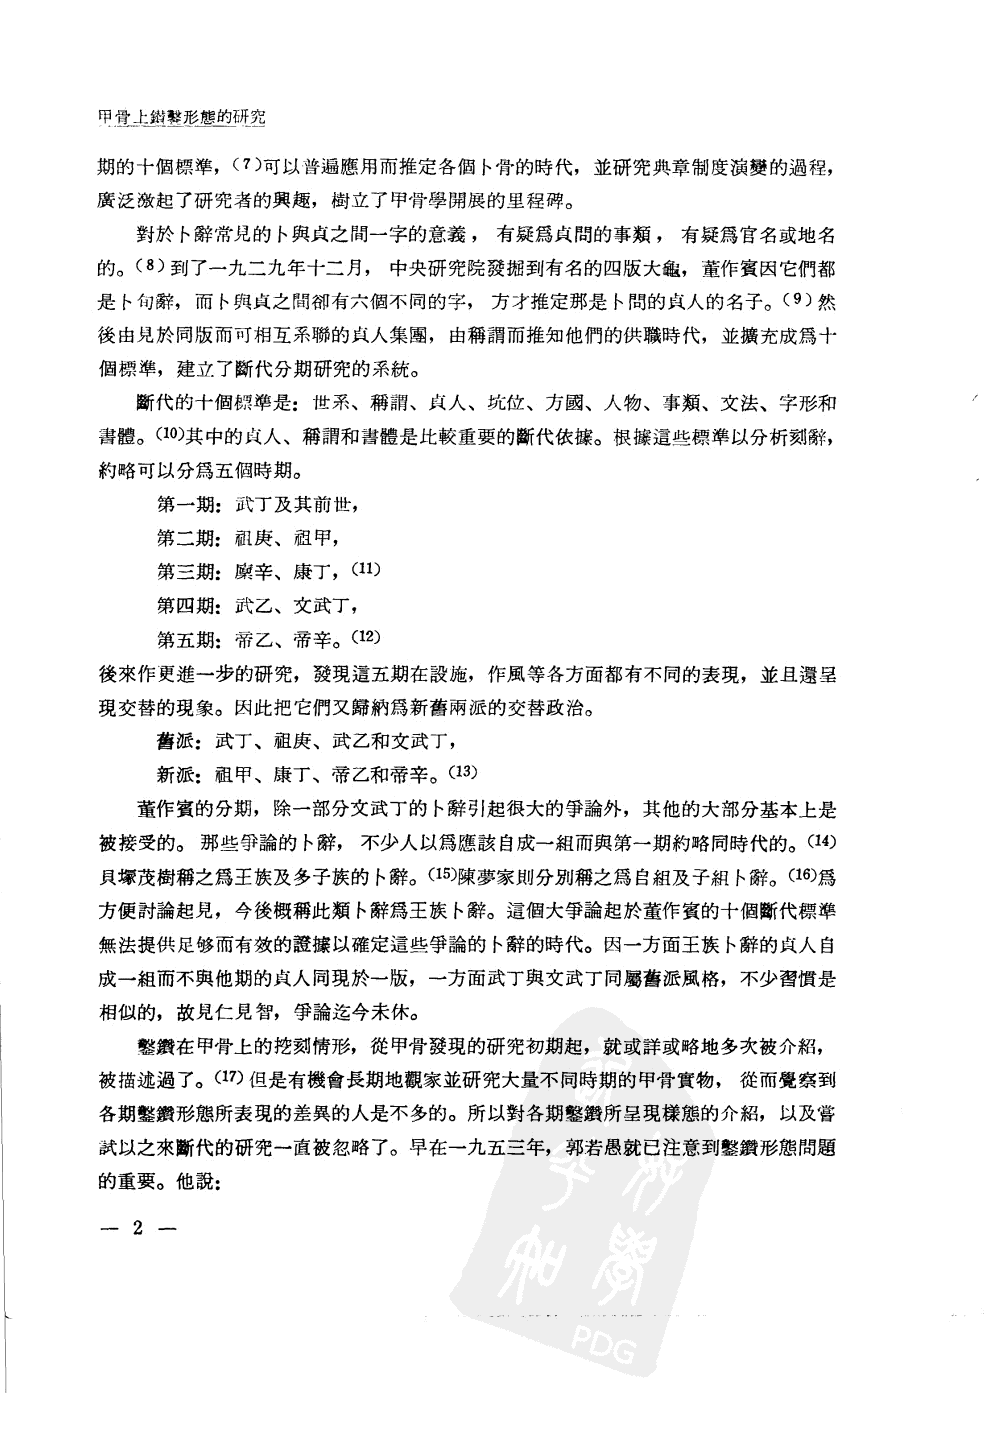 甲骨上鑽鑿形態的研究
期的十個標準，(7)可以普遍應用而推定各個卜骨的時代，並研究典章制度演變的過程，
廣泛激起了研究者的興趣，樹立了甲骨學開展的里程碑。
對於卜辭常見的卜與貞之間一字的意義，有疑爲貞問的事類，有疑爲官名或地名
的。(8)到了一九二九年十二月，中央研究院發掘到有名的四版大龜，董作賓因它們都
是卜旬辭，而卜與貞之間卻有六個不同的字，方才推定那是卜問的貞人的名子。(9)然
後由見於同版而可相互系聯的貞人集團，由稱謂而推知他們的供職時代，並擴充成爲十
個標準，建立了斷代分期研究的系統。
斷代的十個標準是：世系、稱謂、貞人、坑位、方國、人物、事類、文法、字形和
書體。(10)其中的貞人、稱謂和書體是比較重要的斷代依據。根據這些標準以分析刻辭，
約略可以分爲五個時期。
第一期：武丁及其前世，
第二期：祖庚、祖甲，
第三期：廩辛、康丁，(11)
第四期：武乙、文武丁，
第五期：帝乙、帝辛。(12)
後來作更進一步的研究，發現這五期在設施，作風等各方面都有不同的表現，並且還呈
現交替的現象。因此把它們又歸納爲新舊兩派的交替政治。
舊派：武丁、祖庚、武乙和文武丁，
新派：祖甲、康丁、帝乙和帝辛。(13)
董作賓的分期，除一部分文武丁的卜辭引起很大的爭論外，其他的大部分基本上是
被接受的。那些爭論的卜辭，不少人以爲應該自成一組而與第一期約略同時代的。(14)
貝塚茂樹稱之爲王族及多子族的卜辭。(15)陳夢家則分別稱之爲自組及子組卜辭。(16)爲
方便討論起見，今後概稱此類卜辭爲王族卜辭。這個大爭論起於董作賓的十個斷代標準
無法提供足够而有效的證據以確定這些爭論的卜辭的時代。因一方面王族卜辭的貞人自
成一組而不與他期的貞人同現於一版，一方面武丁與文武丁同屬舊派風格，不少習慣是
相似的，故見仁見智，爭論迄今未休。
鑿鑽在甲骨上的挖刻情形，從甲骨發現的研究初期起，就或詳或略地多次被介紹，
被描述過了。(17)但是有機會長期地觀察並研究大量不同時期的甲骨實物，從而覺察到
各期鑿鑽形態所表現的差異的人是不多的。所以對各期鑿鑽所呈現樣態的介紹，以及嘗
試以之來斷代的研究一直被忽略了。早在一九五三年，郭若愚就已注意到鑿鑽形態問題
的重要。他說：
— 2 —
PDG